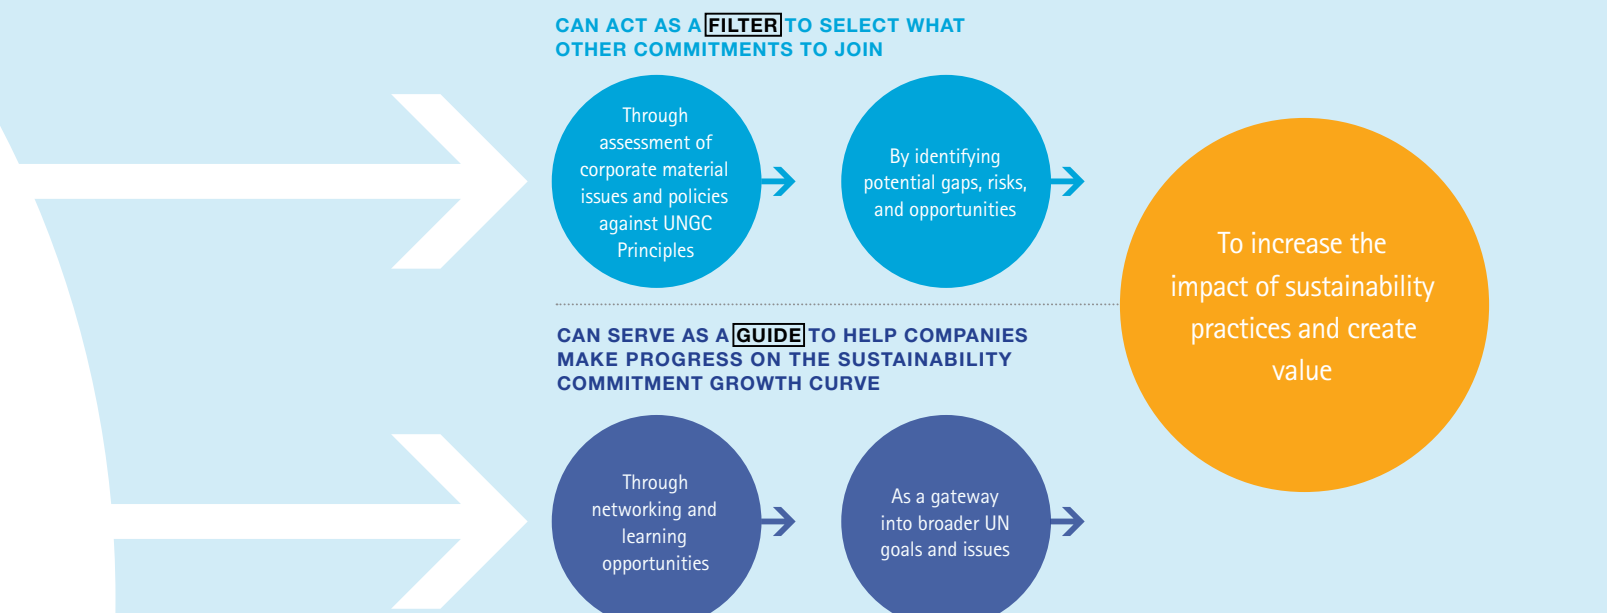 CAN ACT AS A FILTER TO SELECT WHAT
OTHER COMMITMENTS TO JOIN
Through
assessment of
corporate material
issues and policies
against UNGC
Principles
By identifying
potential gaps, risks,
and opportunities
To increase the
impact of sustainability
practices and create
value
CAN SERVE AS A GUIDE TO HELP COMPANIES
MAKE PROGRESS ON THE SUSTAINABILITY
COMMITMENT GROWTH CURVE
Through
networking and
learning
opportunities
As a gateway
into broader UN
goals and issues